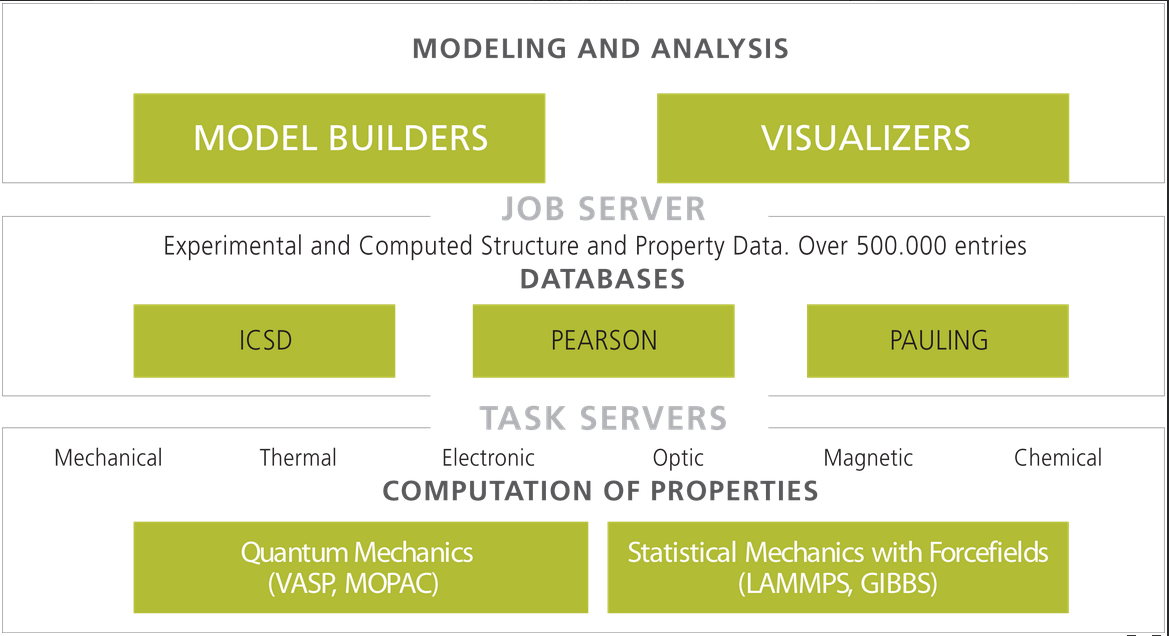 MODELING AND ANALYSIS
MODEL BUILDERS
VISUALIZERS
JOB SERVER
Experimental and Computed Structure and Property Data. Over 500.000 entries
DATABASES
ICSD
PEARSON
PAULING
TASK SERVERS
Mechanical
Thermal
Electronic
Optic
Magnetic
Chemical
COMPUTATION OF PROPERTIES
Quantum Mechanics
(VASP, MOPAC)
Statistical Mechanics with Forcefields
(LAMMPS, GIBBS)